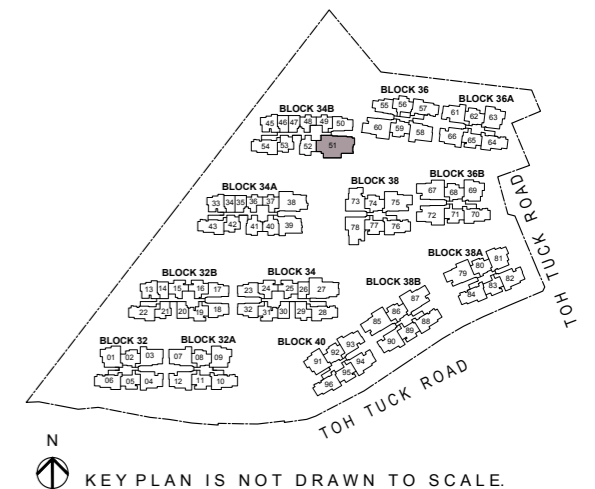 BLOCK 36
55 56 57
60 59 58
BLOCK 36A
61 62 63
66 65 64
BLOCK 34B
45 46 47 48 49 50
54 53 52 51
BLOCK 34A
33 34 35 36 37 38
43 42 41 40 39
BLOCK 38
73 74 75
78 77 76
BLOCK 36B
67 68 69
72 71 70
TOH TUCK ROAD
BLOCK 32B
13 14 15 16 17
22 21 20 19 18
BLOCK 34
23 24 25 26 27
32 31 30 29 28
BLOCK 38B
85 86 87
90 89 88
BLOCK 38A
79 80 81
84 83 82
TOH TUCK ROAD
BLOCK 32
01 02 03
06 05 04
BLOCK 32A
07 08 09
12 11 10
BLOCK 40
91 92 93
96 95 94
TOH TUCK ROAD
N
KEY PLAN IS NOT DRAWN TO SCALE.